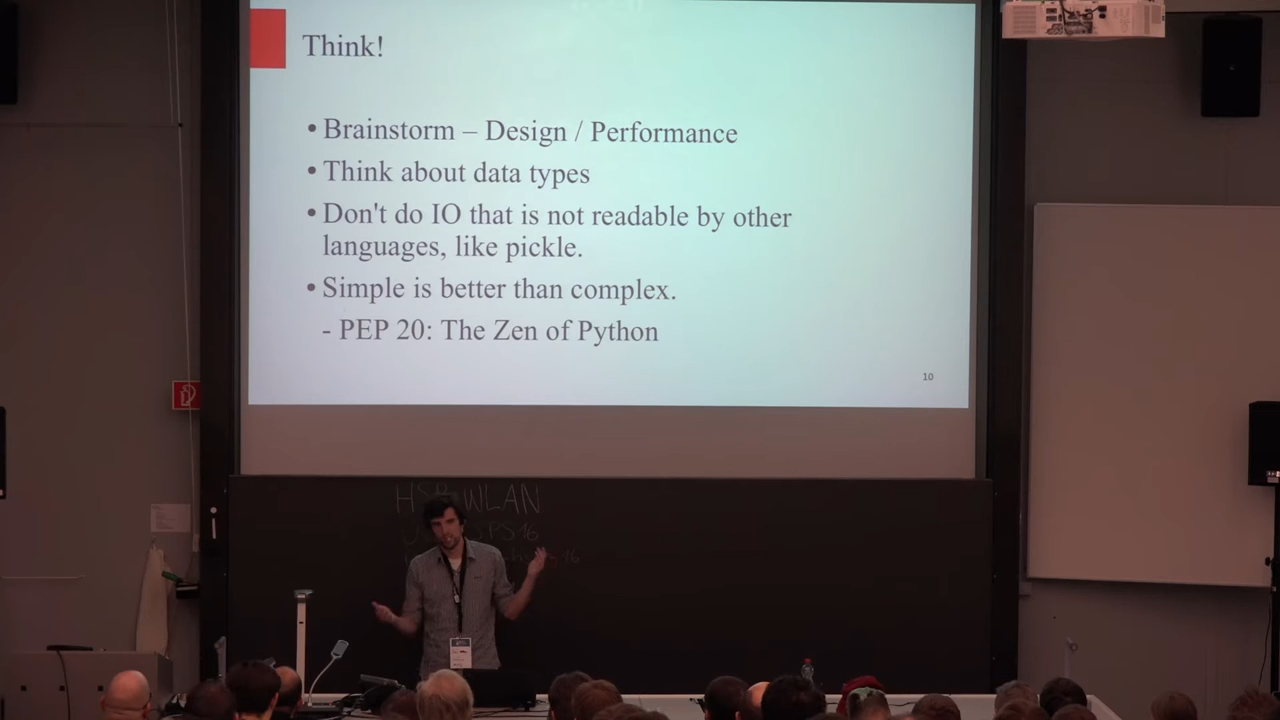 Think!
• Brainstorm – Design / Performance
• Think about data types
• Don't do IO that is not readable by other
languages, like pickle.
• Simple is better than complex.
- PEP 20: The Zen of Python
10
WLAN